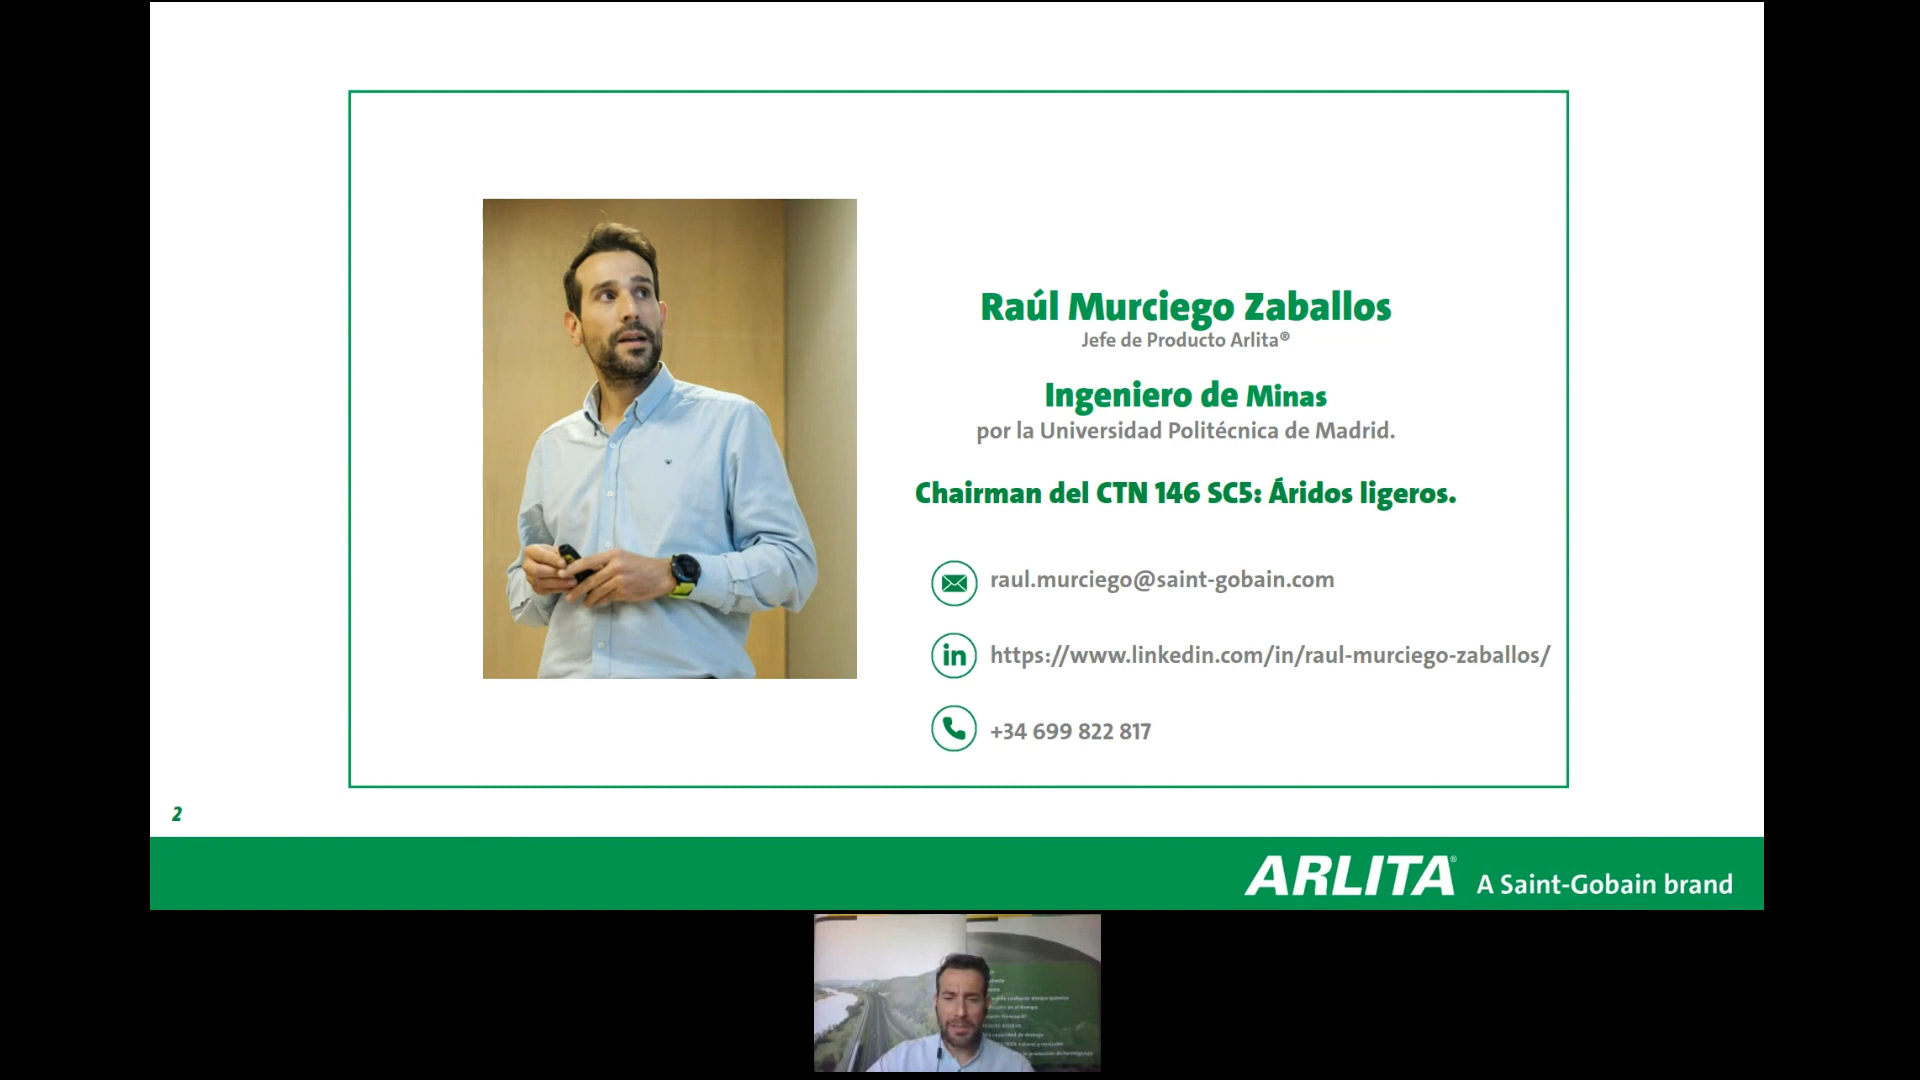 Raúl Murciego Zaballos
Jefe de Producto Arlita®
Ingeniero de Minas
por la Universidad Politécnica de Madrid.
Chairman del CTN 146 SC5: Áridos ligeros.
raul.murciego@saint-gobain.com
in https://www.linkedin.com/in/raul-murciego-zaballos/
+34 699 822 817
2
ARLITA® A Saint-Gobain brand